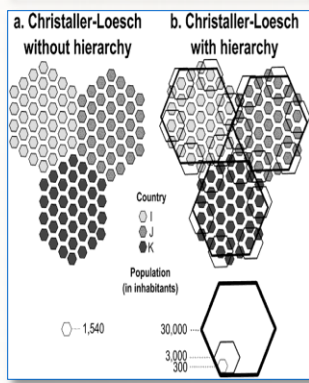 a. Christaller-Loesch
without hierarchy
b. Christaller-Loesch
with hierarchy
Country
I
J
K
Population
(in inhabitants)
1,540
30,000
3,000
300